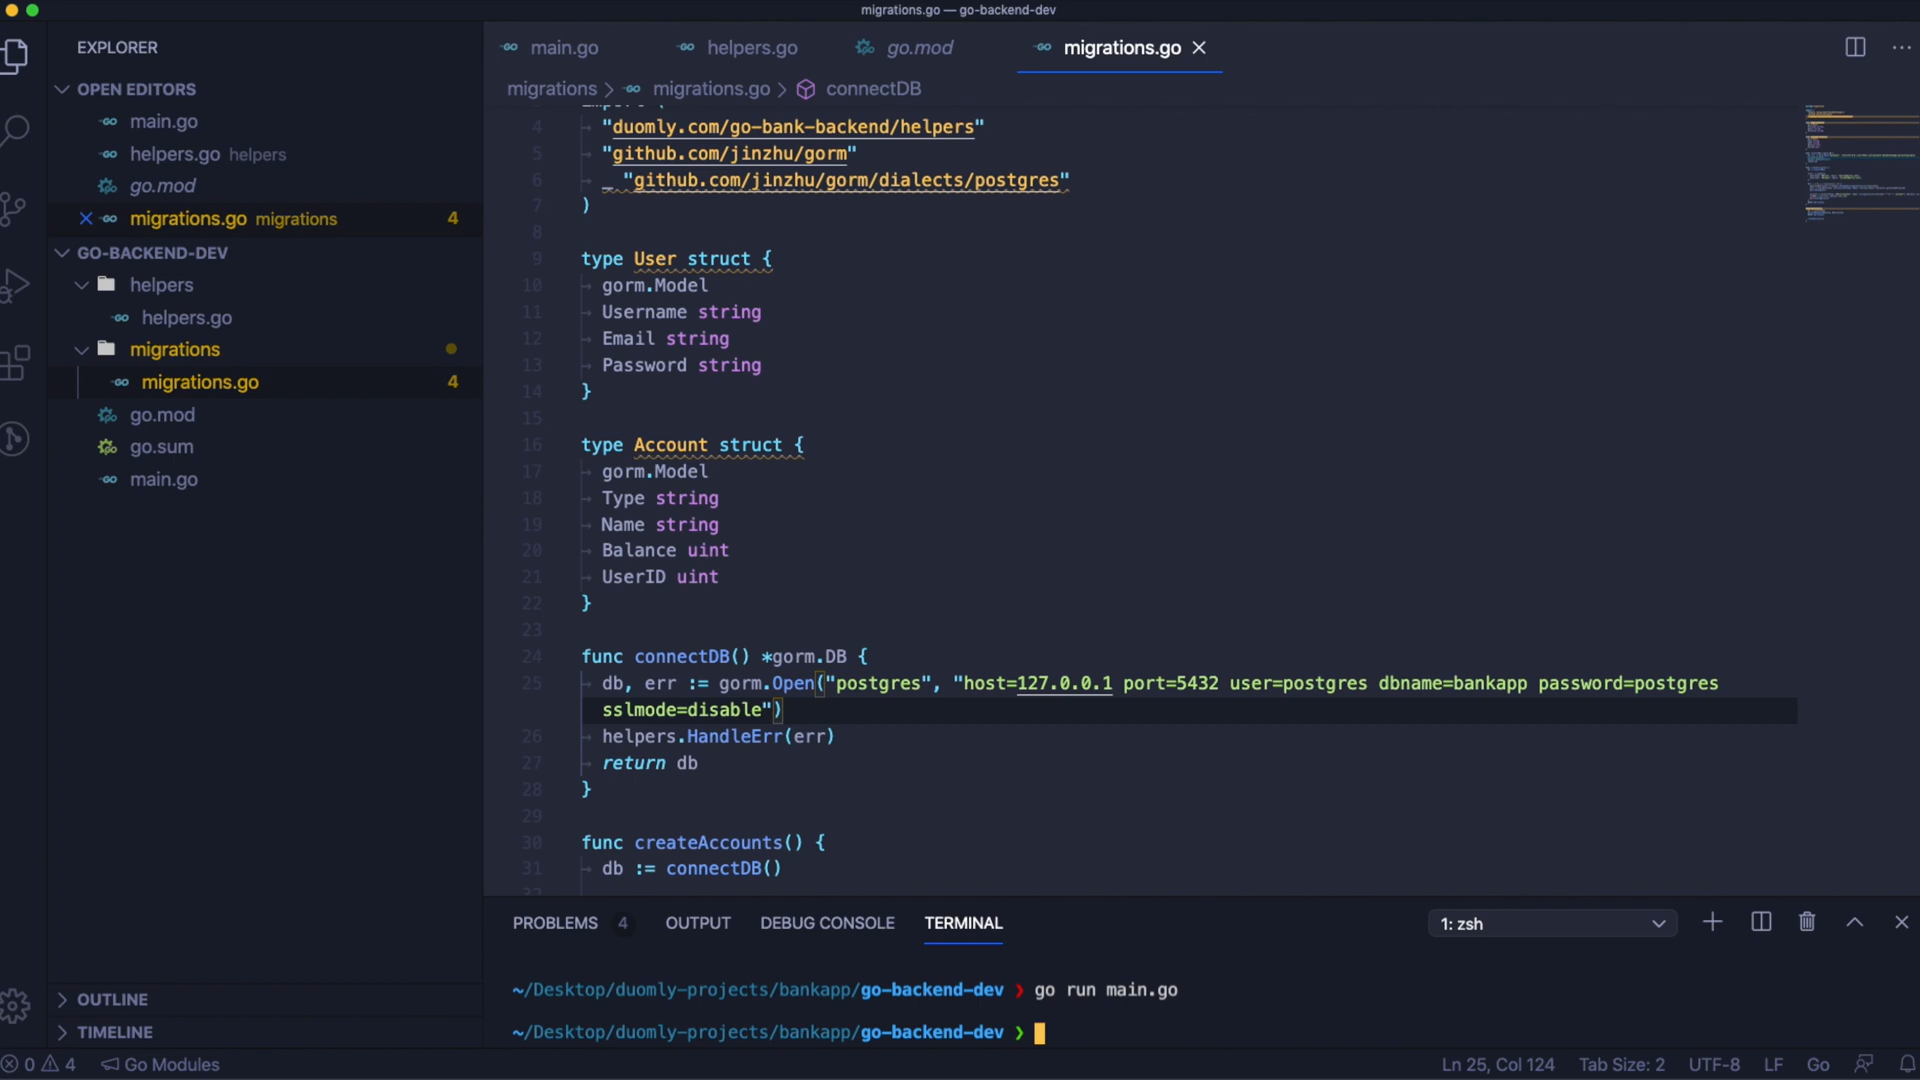 migrations.go — go-backend-dev
EXPLORER
OPEN EDITORS
main.go
helpers.go helpers
go.mod
migrations.go migrations 4
GO-BACKEND-DEV
helpers
helpers.go
migrations
migrations.go 4
go.mod
go.sum
main.go
OUTLINE
TIMELINE
main.go helpers.go go.mod migrations.go
migrations > migrations.go > connectDB
4 "duomly.com/go-bank-backend/helpers"
5 "github.com/jinzhu/gorm"
6 _ "github.com/jinzhu/gorm/dialects/postgres"
7 )
8
9 type User struct {
10 gorm.Model
11 Username string
12 Email string
13 Password string
14 }
15
16 type Account struct {
17 gorm.Model
18 Type string
19 Name string
20 Balance uint
21 UserID uint
22 }
23
24 func connectDB() *gorm.DB {
25 db, err := gorm.Open("postgres", "host=127.0.0.1 port=5432 user=postgres dbname=bankapp password=postgres
sslmode=disable")
26 helpers.HandleErr(err)
27 return db
28 }
29
30 func createAccounts() {
31 db := connectDB()
PROBLEMS 4 OUTPUT DEBUG CONSOLE TERMINAL 1: zsh
~/Desktop/duomly-projects/bankapp/go-backend-dev ❯ go run main.go
~/Desktop/duomly-projects/bankapp/go-backend-dev ❯
0 4 Go Modules Ln 25, Col 124 Tab Size: 2 UTF-8 LF Go